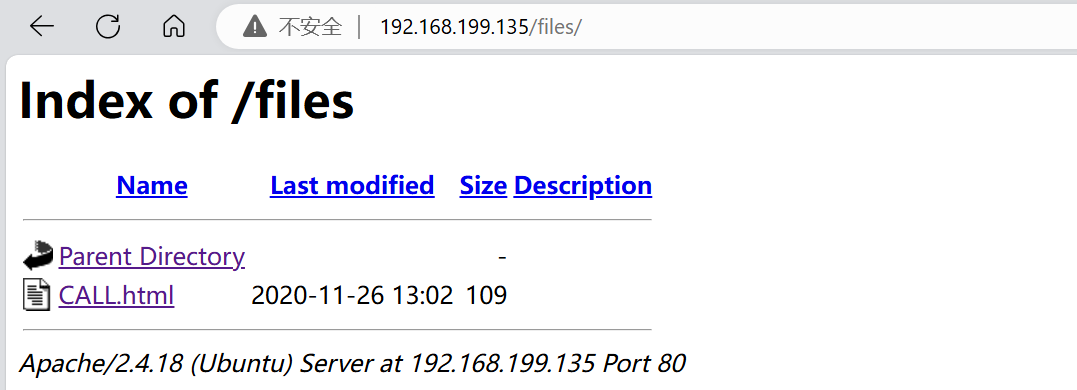 不安全 | 192.168.199.135/files/
Index of /files
Name Last modified Size Description
Parent Directory -
CALL.html 2020-11-26 13:02 109
Apache/2.4.18 (Ubuntu) Server at 192.168.199.135 Port 80